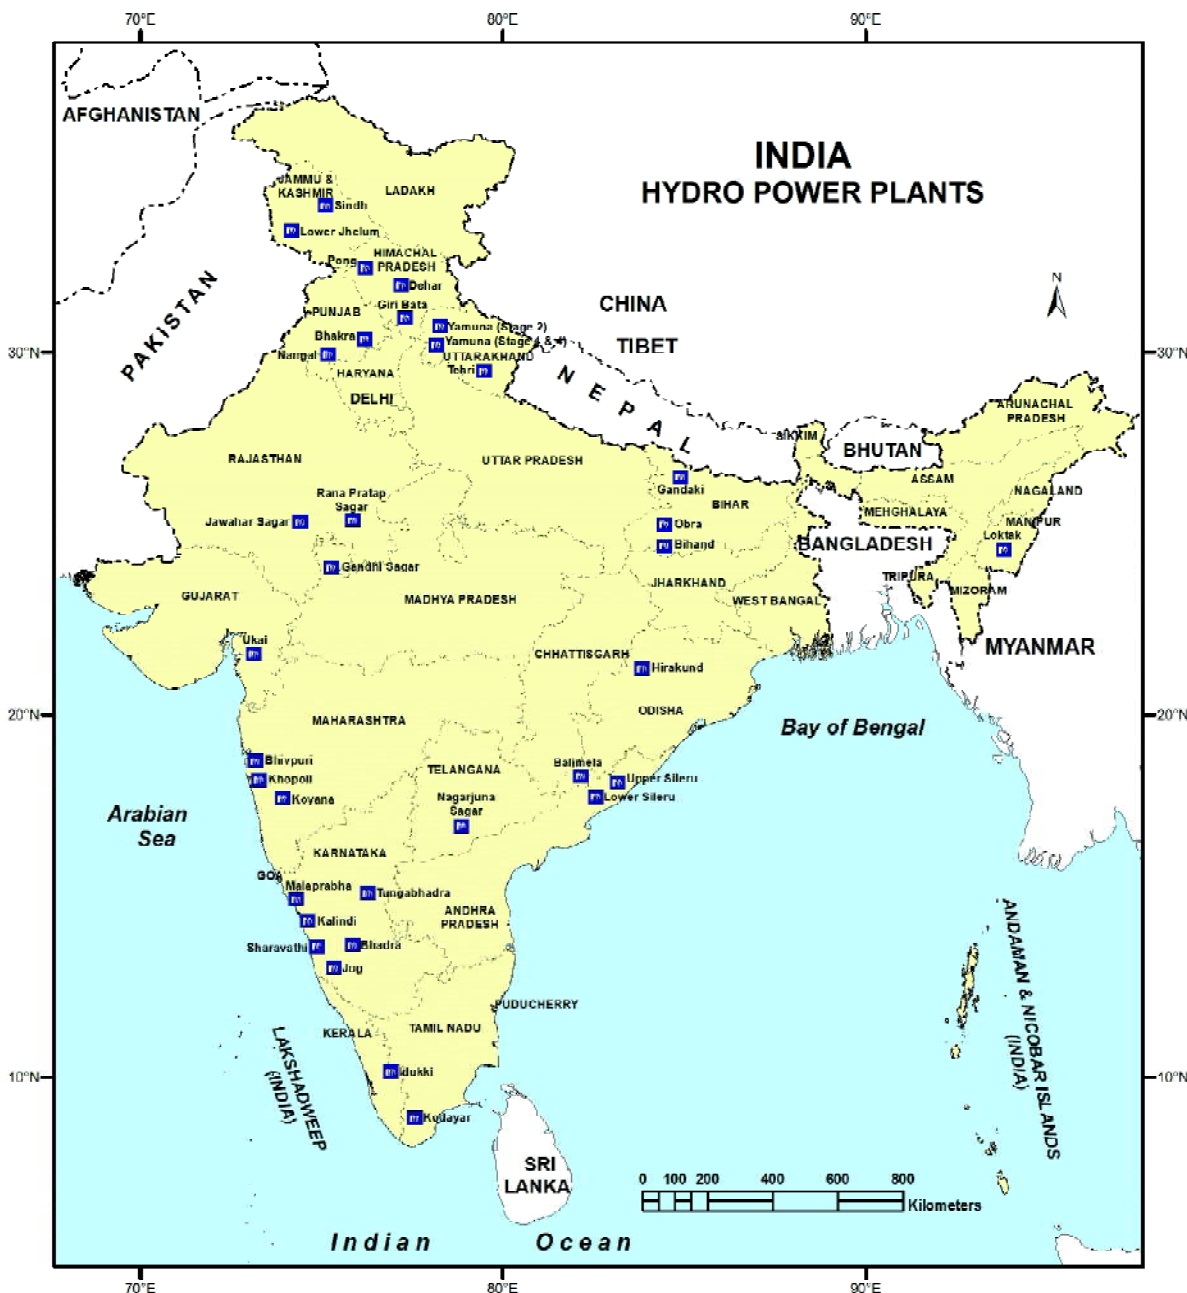 70°E
80°E
90°E
AFGHANISTAN
INDIA
HYDRO POWER PLANTS
JAMMU &
KASHMIR
LADAKH
Sindh
Lower Jhelum
HIMACHAL
PRADESH
Pong
Dehar
N
PAKISTAN
CHINA
TIBET
Giri Bata
PUNJAB
Yamuna (Stage 2)
Bhakra
Yamuna (Stage 1 & 4)
30°N
30°N
Nangal
UTTARAKHAND
Tehri
HARYANA
DELHI
NEPAL
ARUNACHAL
PRADESH
SIKKIM
BHUTAN
RAJASTHAN
UTTAR PRADESH
ASSAM
Gandaki
NAGALAND
Rana Pratap
Sagar
BIHAR
MEHGHALAYA
Jawahar Sagar
Obra
MANIPUR
Loktak
Bihand
BANGLADESH
Gandhi Sagar
JHARKHAND
TRIPURA
MIZORAM
GUJARAT
MADHYA PRADESH
WEST BANGAL
Ukai
CHHATTISGARH
MYANMAR
Hirakund
ODISHA
20°N
20°N
MAHARASHTRA
Bay of Bengal
Bhivpuri
Khopoli
Koyana
TELANGANA
Balimela
Upper Sileru
Lower Sileru
Nagarjuna
Sagar
Arabian
Sea
KARNATAKA
GOA
Malaprabha
Tungabhadra
Kalindi
ANDHRA
PRADESH
Sharavathi
Bhadra
Jog
ANDAMAN & NICOBAR ISLANDS
(INDIA)
PUDUCHERRY
KERALA
TAMIL NADU
LAKSHADWEEP
(INDIA)
10°N
10°N
Idukki
Kodayar
SRI
LANKA
0 100 200 400 600 800
Kilometers
Indian Ocean
70°E
80°E
90°E